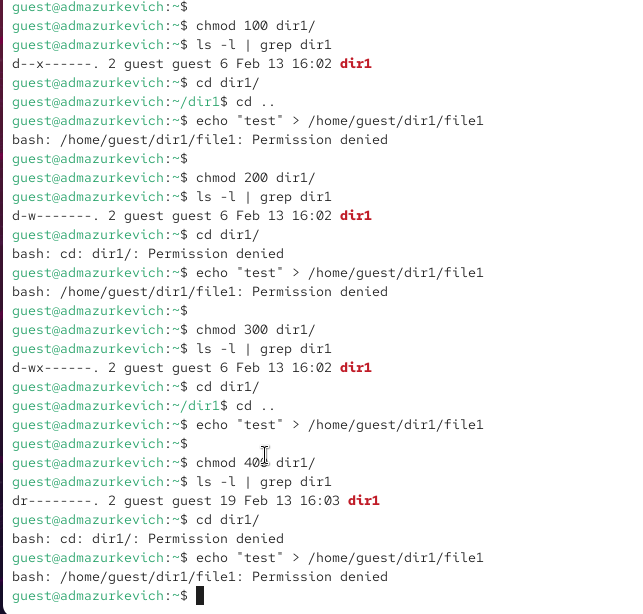 guest@admazurkevich:~$
guest@admazurkevich:~$ chmod 100 dir1/
guest@admazurkevich:~$ ls -l | grep dir1
d--x------. 2 guest guest 6 Feb 13 16:02 dir1
guest@admazurkevich:~$ cd dir1/
guest@admazurkevich:~/dir1$ cd ..
guest@admazurkevich:~$ echo "test" > /home/guest/dir1/file1
bash: /home/guest/dir1/file1: Permission denied
guest@admazurkevich:~$
guest@admazurkevich:~$ chmod 200 dir1/
guest@admazurkevich:~$ ls -l | grep dir1
d-w-------. 2 guest guest 6 Feb 13 16:02 dir1
guest@admazurkevich:~$ cd dir1/
bash: cd: dir1/: Permission denied
guest@admazurkevich:~$ echo "test" > /home/guest/dir1/file1
bash: /home/guest/dir1/file1: Permission denied
guest@admazurkevich:~$
guest@admazurkevich:~$ chmod 300 dir1/
guest@admazurkevich:~$ ls -l | grep dir1
d-wx------. 2 guest guest 6 Feb 13 16:02 dir1
guest@admazurkevich:~$ cd dir1/
guest@admazurkevich:~/dir1$ cd ..
guest@admazurkevich:~$ echo "test" > /home/guest/dir1/file1
guest@admazurkevich:~$
guest@admazurkevich:~$ chmod 400 dir1/
guest@admazurkevich:~$ ls -l | grep dir1
dr--------. 2 guest guest 19 Feb 13 16:03 dir1
guest@admazurkevich:~$ cd dir1/
bash: cd: dir1/: Permission denied
guest@admazurkevich:~$ echo "test" > /home/guest/dir1/file1
bash: /home/guest/dir1/file1: Permission denied
guest@admazurkevich:~$